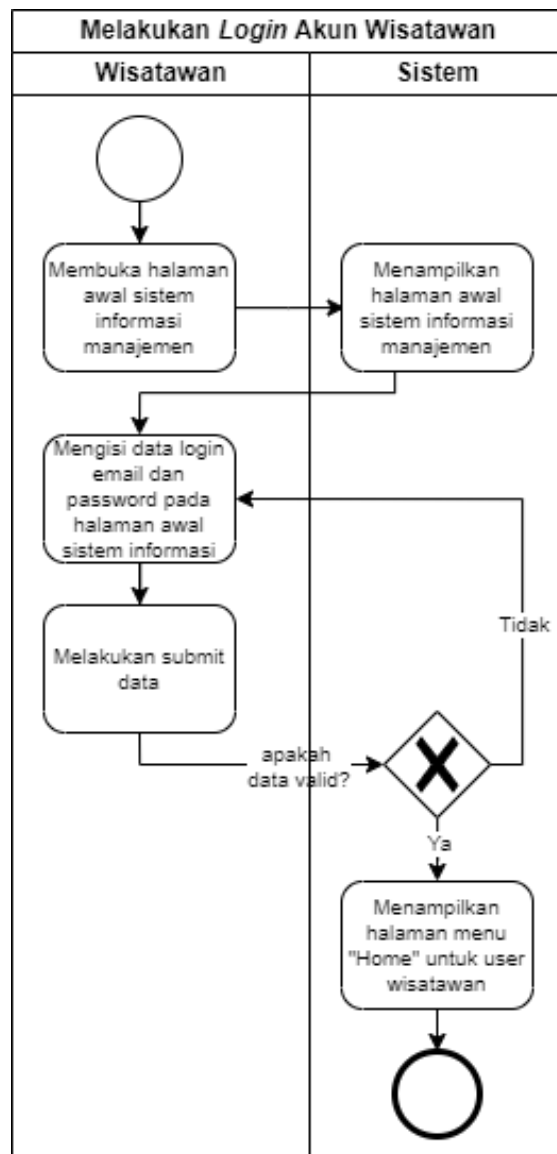 Melakukan Login Akun Wisatawan
Wisatawan
Sistem
Membuka halaman
awal sistem
informasi
manajemen
Menampilkan
halaman awal
sistem informasi
manajemen
Mengisi data login
email dan
password pada
halaman awal
sistem informasi
Melakukan submit
data
apakah
data valid?
Tidak
Ya
Menampilkan
halaman menu
"Home" untuk user
wisatawan